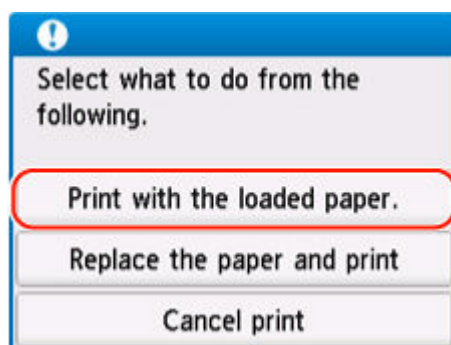 Select what to do from the
following.
Print with the loaded paper.
Replace the paper and print
Cancel print